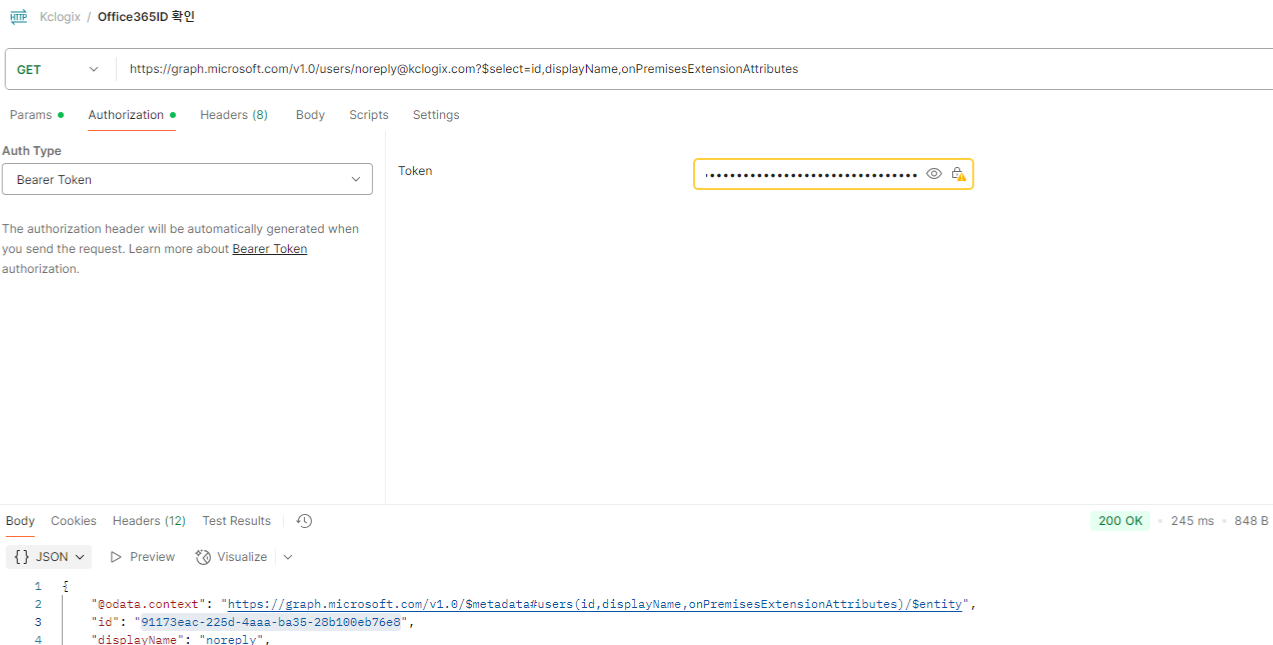 HTTP Kclogix / Office365ID 확인
GET https://graph.microsoft.com/v1.0/users/noreply@kclogix.com?$select=id,displayName,onPremisesExtensionAttributes
Params Authorization Headers (8) Body Scripts Settings
Auth Type
Bearer Token
Token
The authorization header will be automatically generated when
you send the request. Learn more about Bearer Token
authorization.
Body Cookies Headers (12) Test Results 200 OK 245 ms 848 B
{} JSON Preview Visualize
1 {
2 "@odata.context": "https://graph.microsoft.com/v1.0/$metadata#users(id,displayName,onPremisesExtensionAttributes)/$entity",
3 "id": "91173eac-225d-4aaa-ba35-28b100eb76e8",
4 "displayName": "noreply",